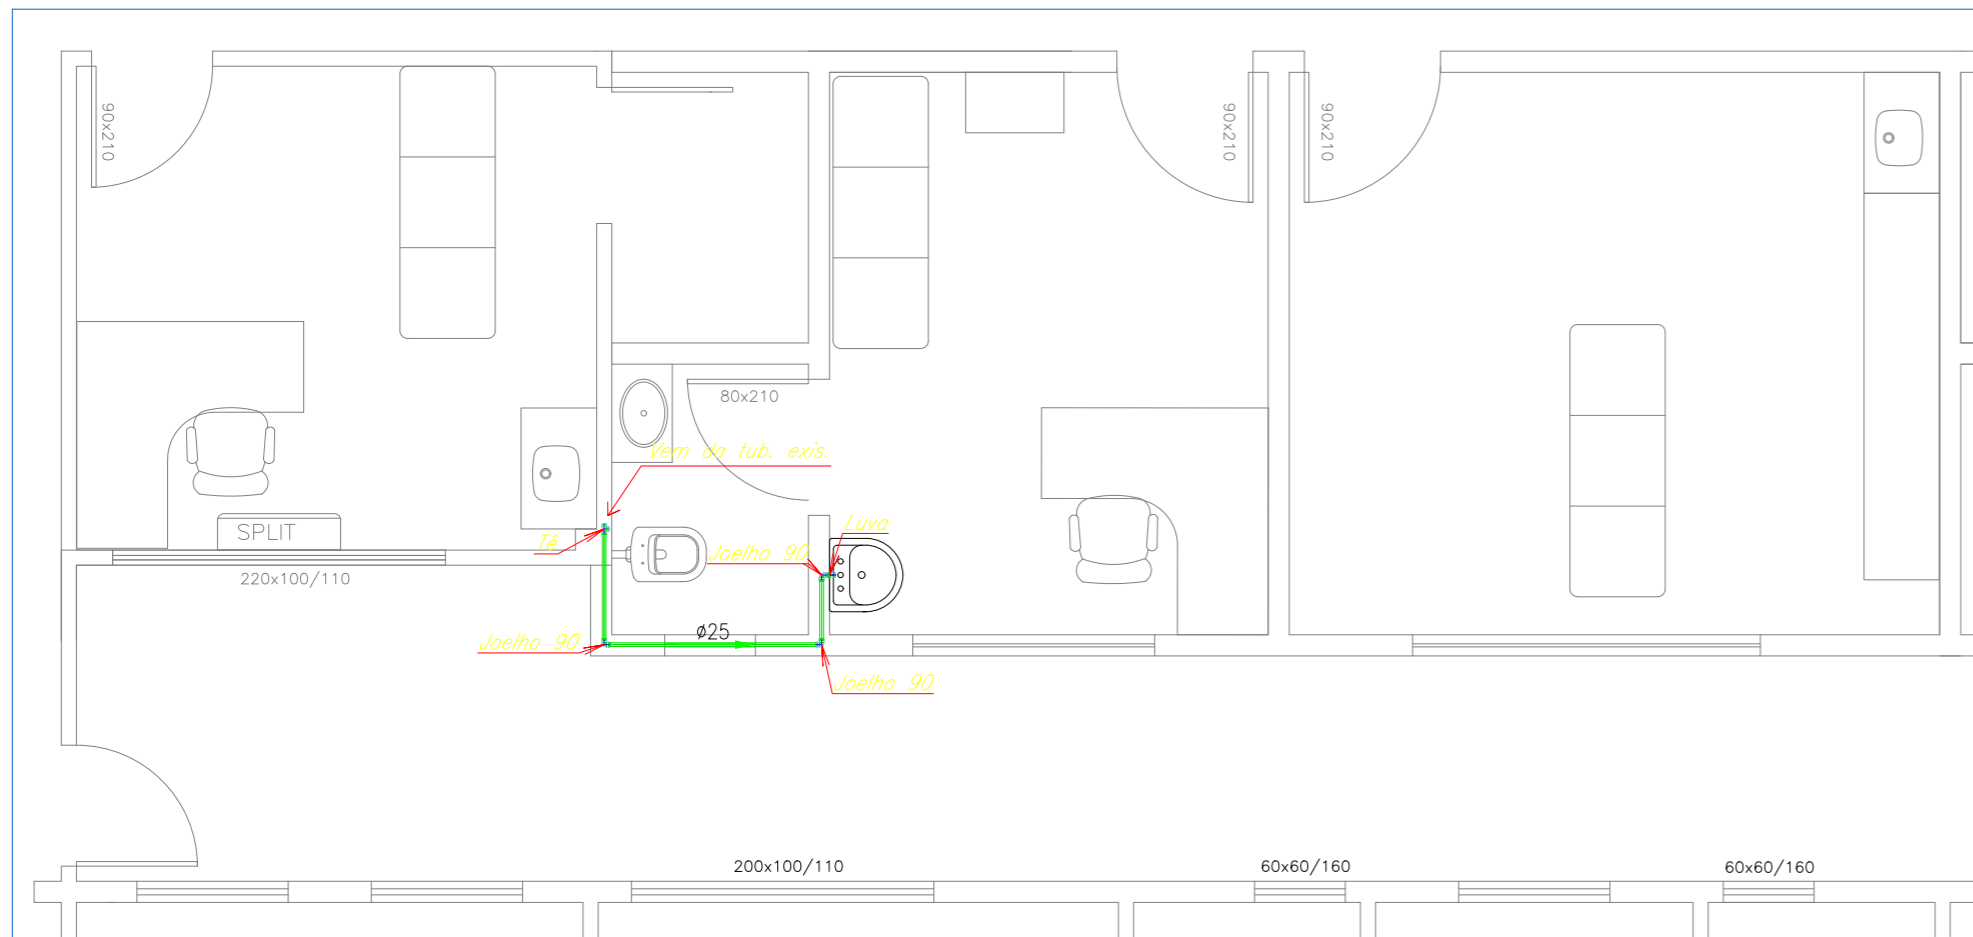 90x210
90x210
90x210
80x210
Vem da tub. exis.
Luva
SPLIT
Tê
Joelho 90
220x100/110
ø25
Joelho 90
Joelho 90
200x100/110
60x60/160
60x60/160